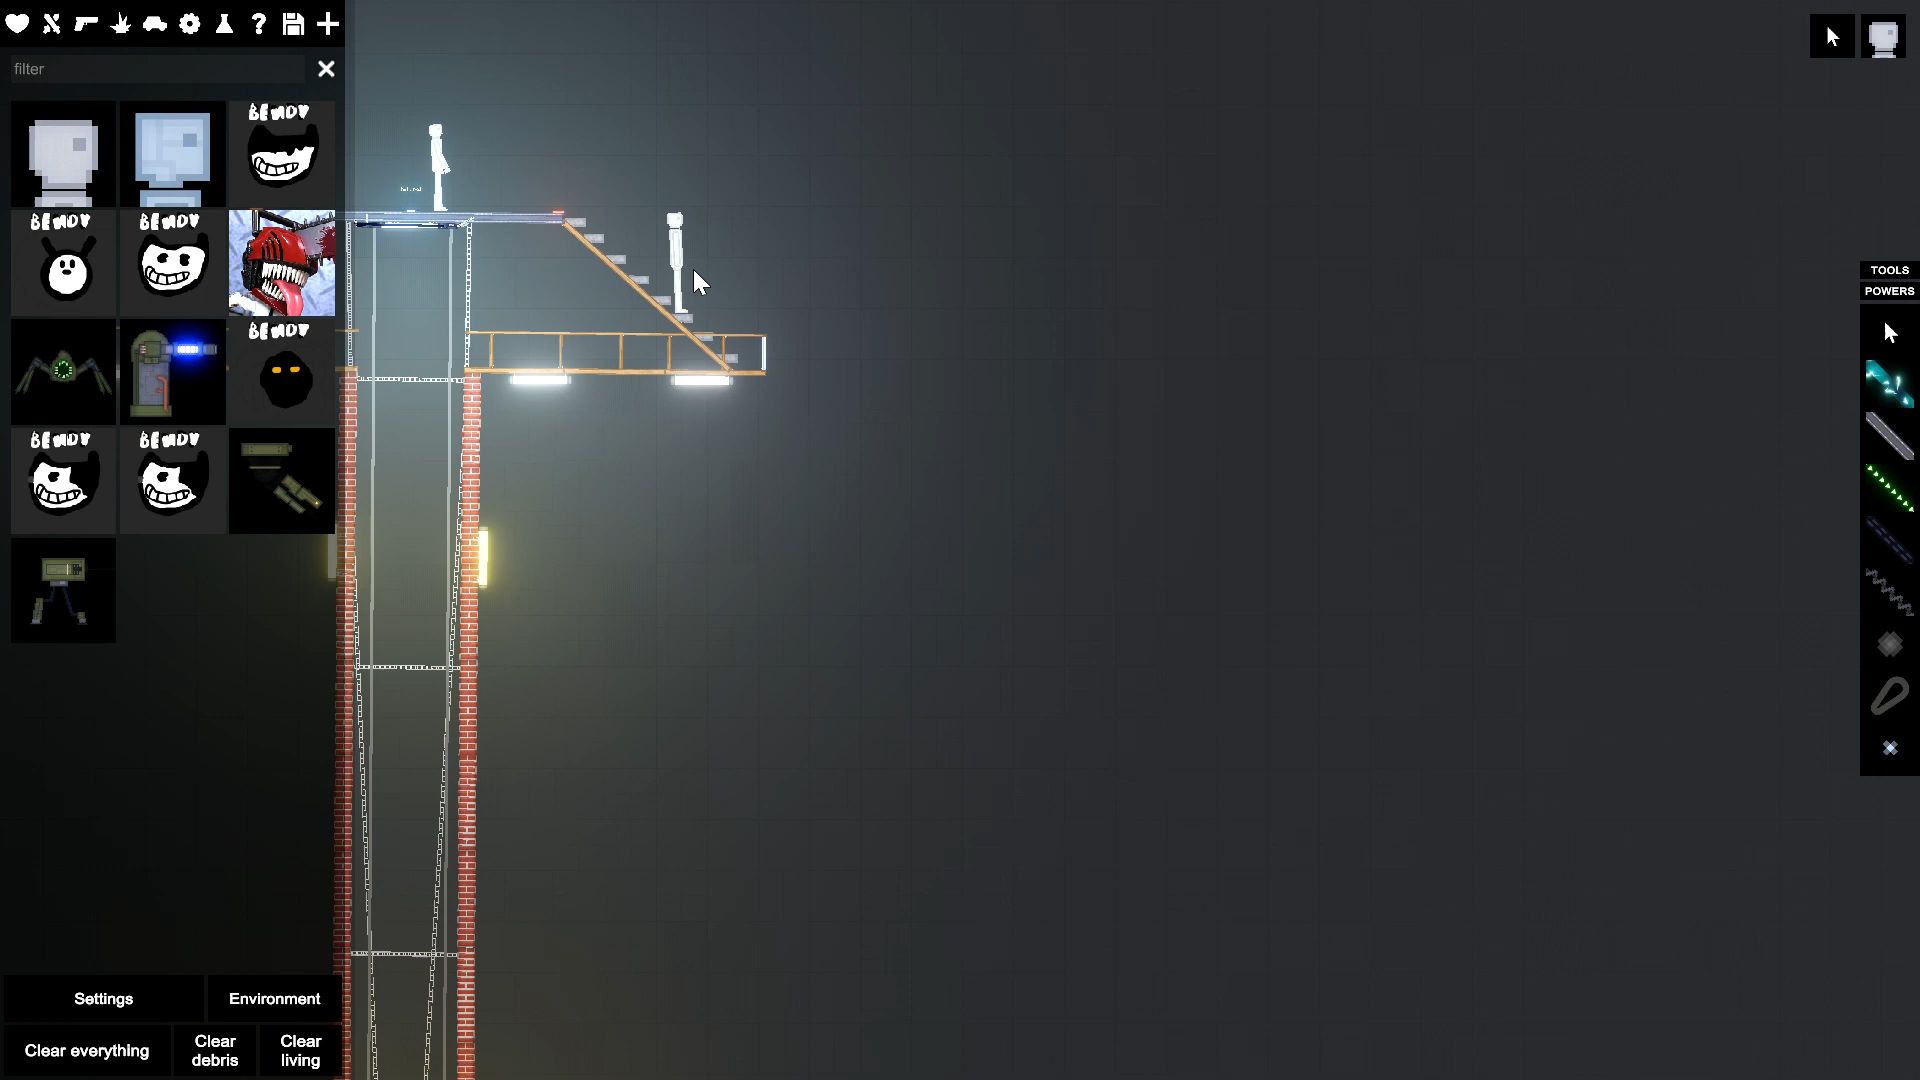 filter
BENDY
BENDY
BENDY
BENDY
BENDY
BENDY
TOOLS
POWERS
Settings
Environment
Clear everything
Clear
debris
Clear
living